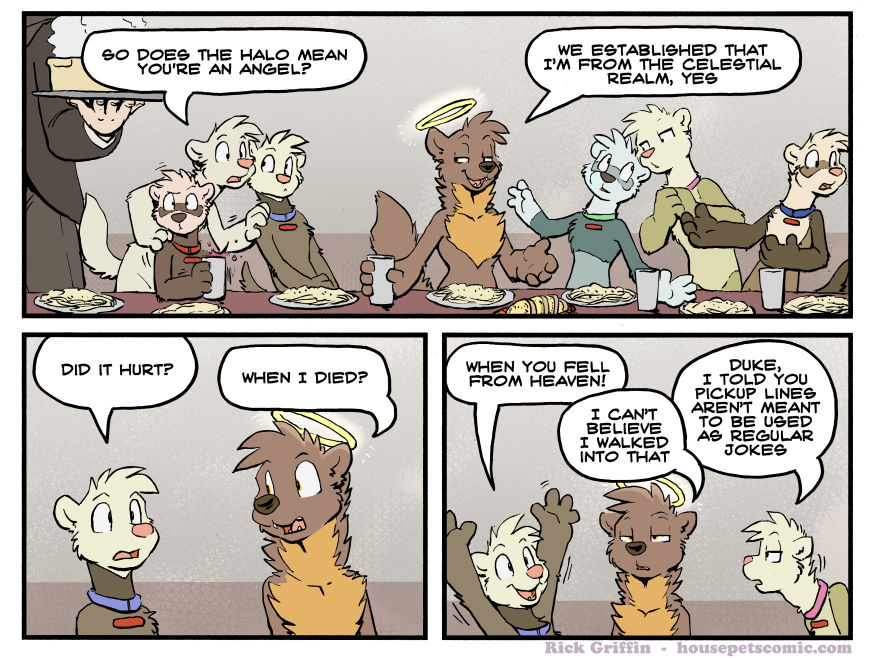 SO DOES THE HALO MEAN
YOU'RE AN ANGEL?
WE ESTABLISHED THAT
I'M FROM THE CELESTIAL
REALM, YES
DID IT HURT?
WHEN I DIED?
WHEN YOU FELL
FROM HEAVEN!
I CAN'T
BELIEVE
I WALKED
INTO THAT
DUKE,
I TOLD YOU
PICKUP LINES
AREN'T MEANT
TO BE USED
AS REGULAR
JOKES
Rick Griffin - housepetscomic.com